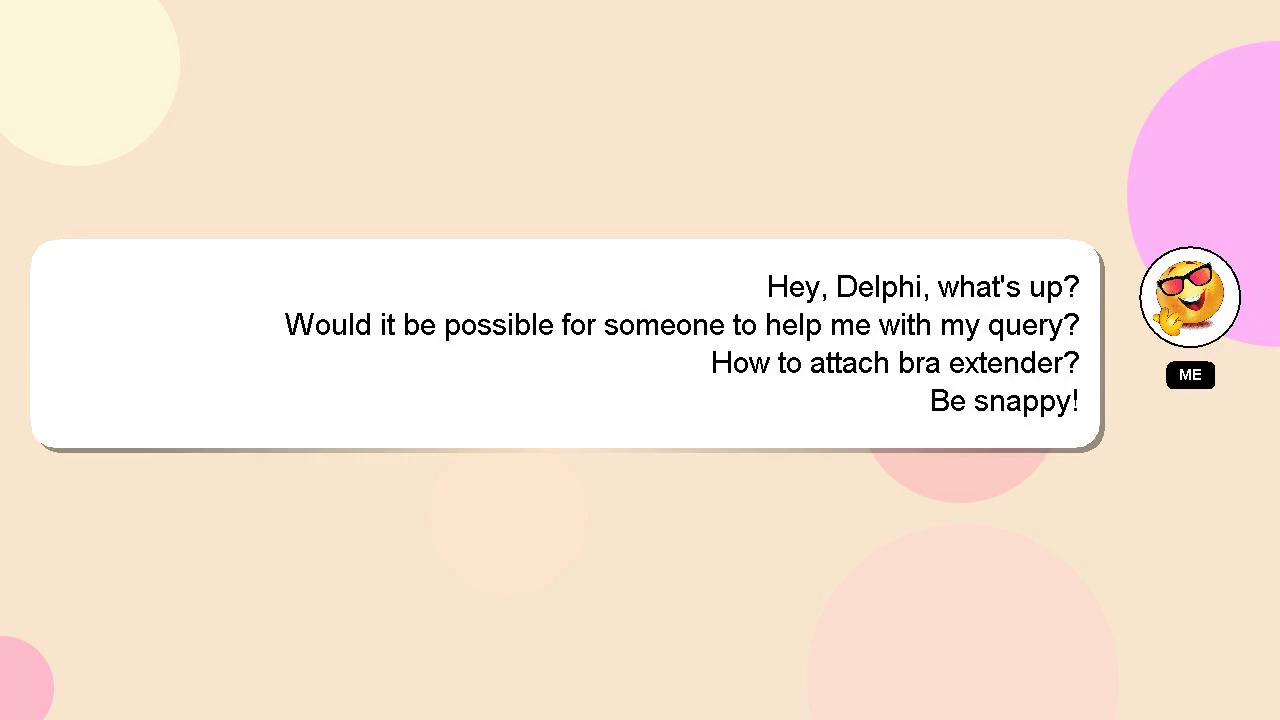 Hey, Delphi, what's up?
Would it be possible for someone to help me with my query?
How to attach bra extender?
Be snappy!
ME